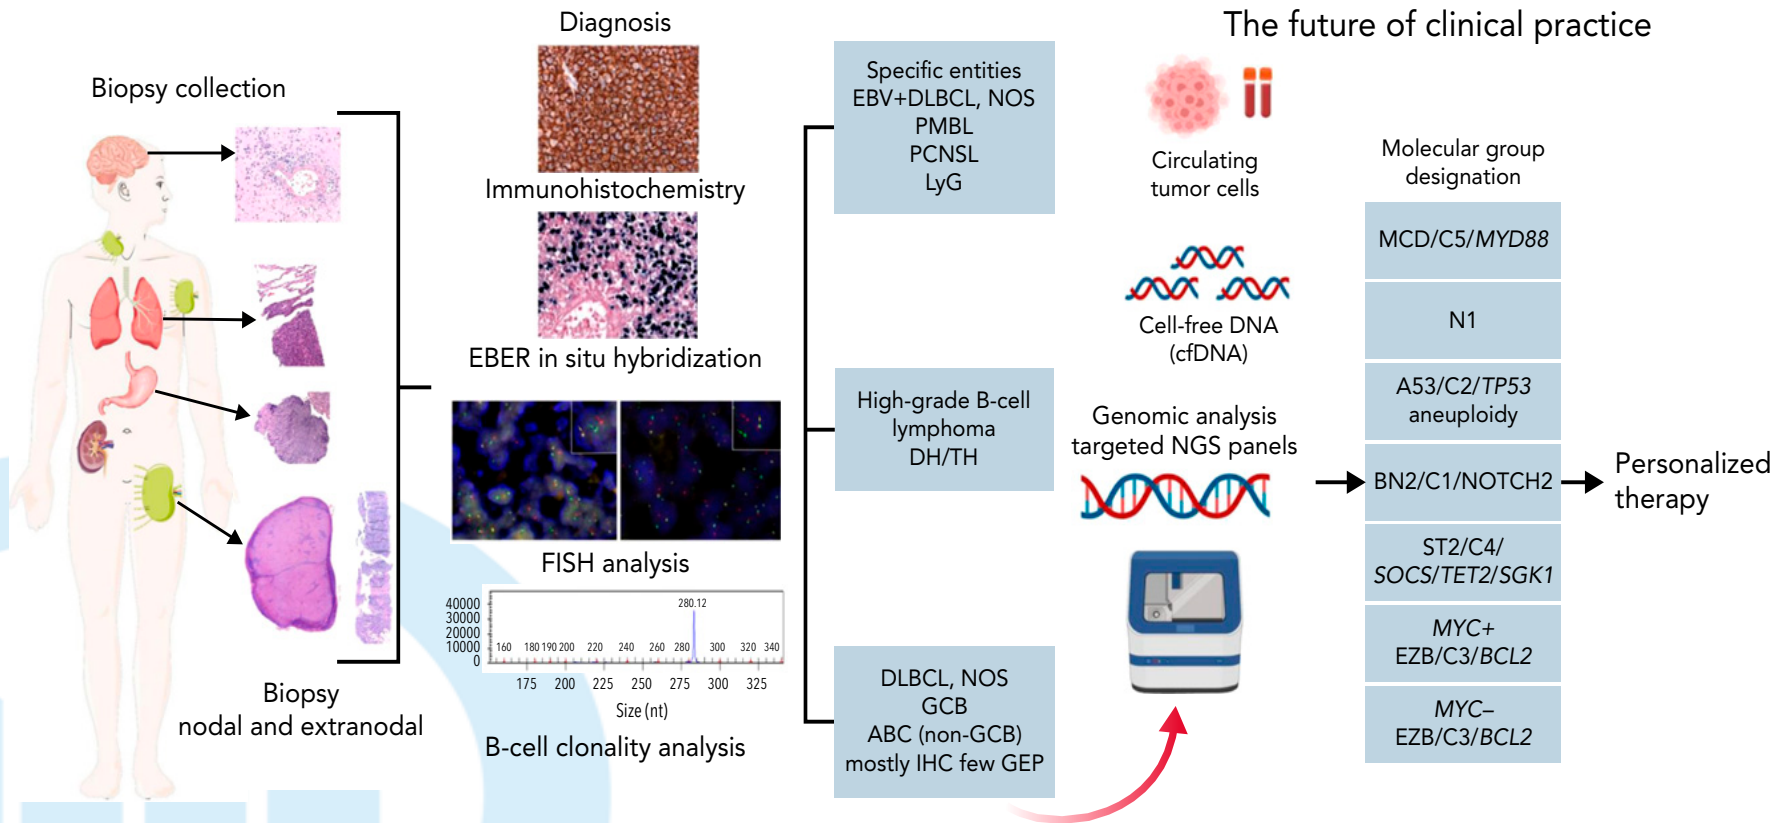 Biopsy collection
Biopsy
nodal and extranodal
Diagnosis
Immunohistochemistry
EBER in situ hybridization
FISH analysis
40000
30000
20000
10000
0
280.12
160 180 190 200 220 240 260 280 300 320 340
175 200 225 250 275 300 325
Size (nt)
B-cell clonality analysis
Specific entities
EBV+DLBCL, NOS
PMBL
PCNSL
LyG
High-grade B-cell
lymphoma
DH/TH
DLBCL, NOS
GCB
ABC (non-GCB)
mostly IHC few GEP
The future of clinical practice
Circulating
tumor cells
Cell-free DNA
(cfDNA)
Genomic analysis
targeted NGS panels
Molecular group
designation
MCD/C5/MYD88
N1
A53/C2/TP53
aneuploidy
BN2/C1/NOTCH2
ST2/C4/
SOCS/TET2/SGK1
MYC+
EZB/C3/BCL2
MYC–
EZB/C3/BCL2
Personalized
therapy